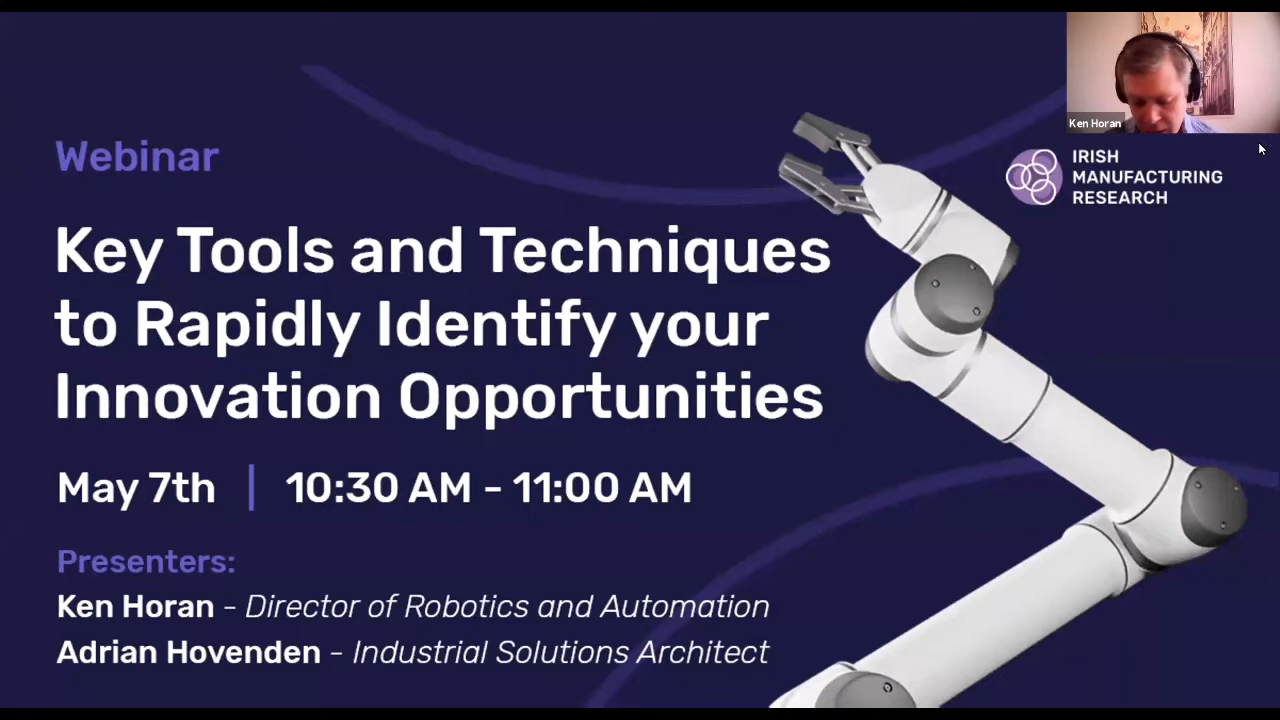 Webinar
Key Tools and Techniques
to Rapidly Identify your
Innovation Opportunities
May 7th | 10:30 AM - 11:00 AM
Presenters:
Ken Horan - Director of Robotics and Automation
Adrian Hovenden - Industrial Solutions Architect
Ken Horan
IRISH
MANUFACTURING
RESEARCH